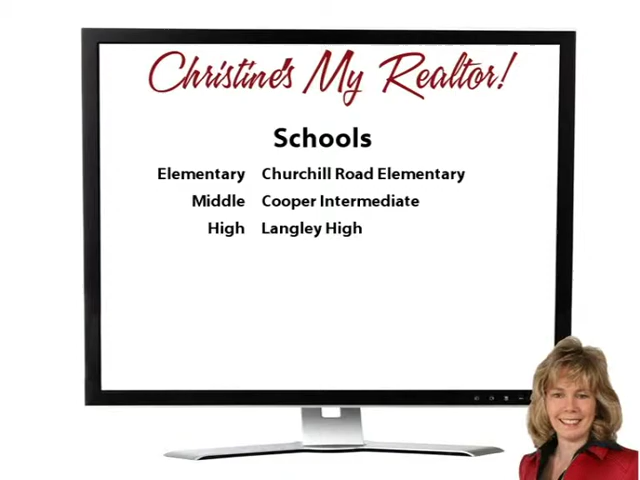 Christine's My Realtor!
Schools
Elementary Churchill Road Elementary
Middle Cooper Intermediate
High Langley High